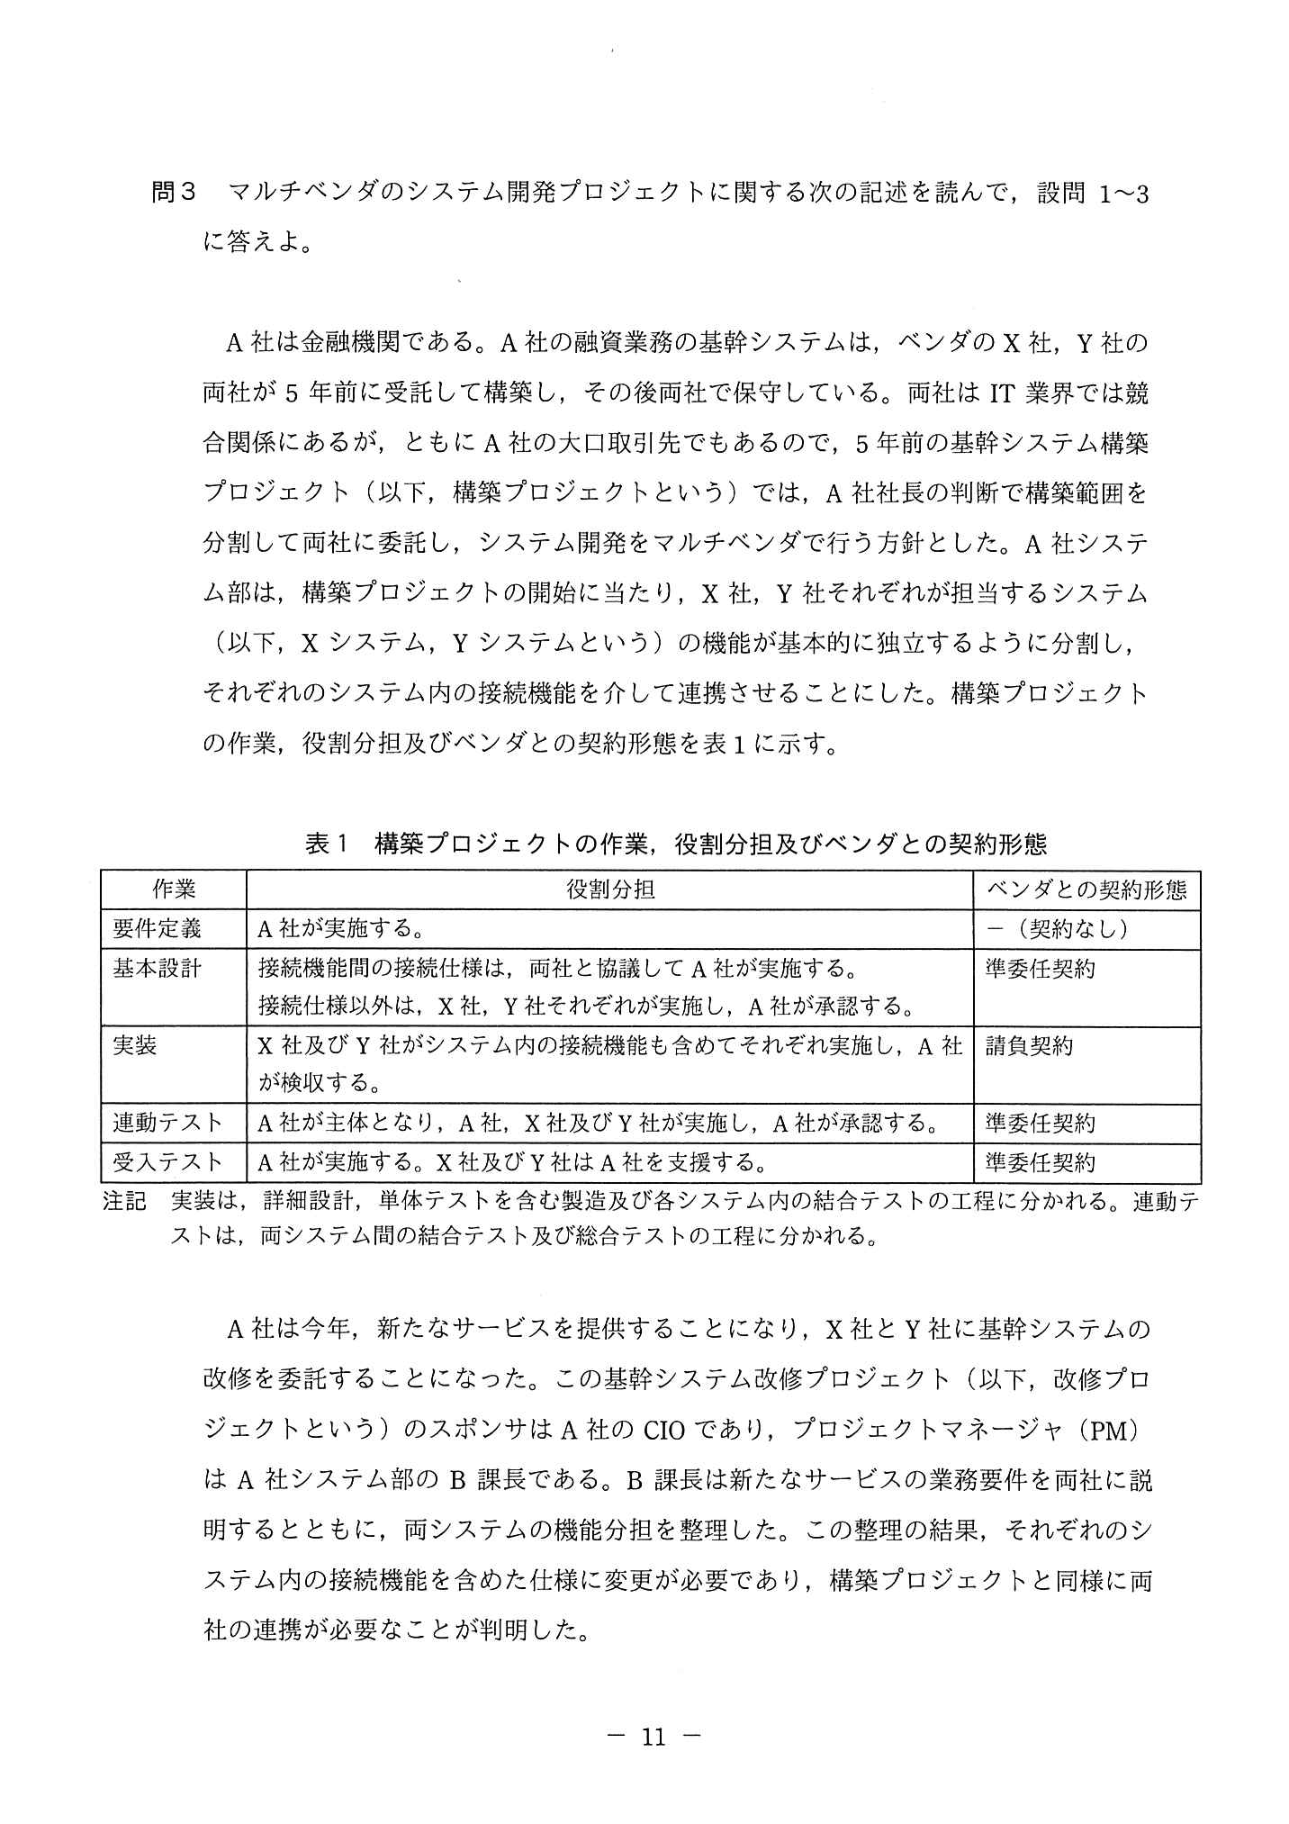 問3　マルチベンダのシステム開発プロジェクトに関する次の記述を読んで，設問 1～3
に答えよ。
A 社は金融機関である。A 社の融資業務の基幹システムは，ベンダの X 社，Y 社の
両社が 5 年前に受託して構築し，その後両社で保守している。両社は IT 業界では競
合関係にあるが，ともに A 社の大口取引先でもあるので，5 年前の基幹システム構築
プロジェクト（以下，構築プロジェクトという）では，A 社社長の判断で構築範囲を
分割して両社に委託し，システム開発をマルチベンダで行う方針とした。A 社システ
ム部は，構築プロジェクトの開始に当たり，X 社，Y 社それぞれが担当するシステム
（以下，X システム，Y システムという）の機能が基本的に独立するように分割し，
それぞれのシステム内の接続機能を介して連携させることにした。構築プロジェクト
の作業，役割分担及びベンダとの契約形態を表 1 に示す。
表 1　構築プロジェクトの作業，役割分担及びベンダとの契約形態
作業　役割分担　ベンダとの契約形態
要件定義　A 社が実施する。　－（契約なし）
基本設計　接続機能間の接続仕様は，両社と協議して A 社が実施する。　準委任契約
接続仕様以外は，X 社，Y 社それぞれが実施し，A 社が承認する。
実装　X 社及び Y 社がシステム内の接続機能も含めてそれぞれ実施し，A 社　請負契約
が検収する。
連動テスト　A 社が主体となり，A 社，X 社及び Y 社が実施し，A 社が承認する。　準委任契約
受入テスト　A 社が実施する。X 社及び Y 社は A 社を支援する。　準委任契約
注記　実装は，詳細設計，単体テストを含む製造及び各システム内の結合テストの工程に分かれる。連動テ
ストは，両システム間の結合テスト及び総合テストの工程に分かれる。
A 社は今年，新たなサービスを提供することになり，X 社と Y 社に基幹システムの
改修を委託することになった。この基幹システム改修プロジェクト（以下，改修プロ
ジェクトという）のスポンサは A 社の CIO であり，プロジェクトマネージャ（PM）
は A 社システム部の B 課長である。B 課長は新たなサービスの業務要件を両社に説
明するとともに，両システムの機能分担を整理した。この整理の結果，それぞれのシ
ステム内の接続機能を含めた仕様に変更が必要であり，構築プロジェクトと同様に両
社の連携が必要なことが判明した。
－ 11 －